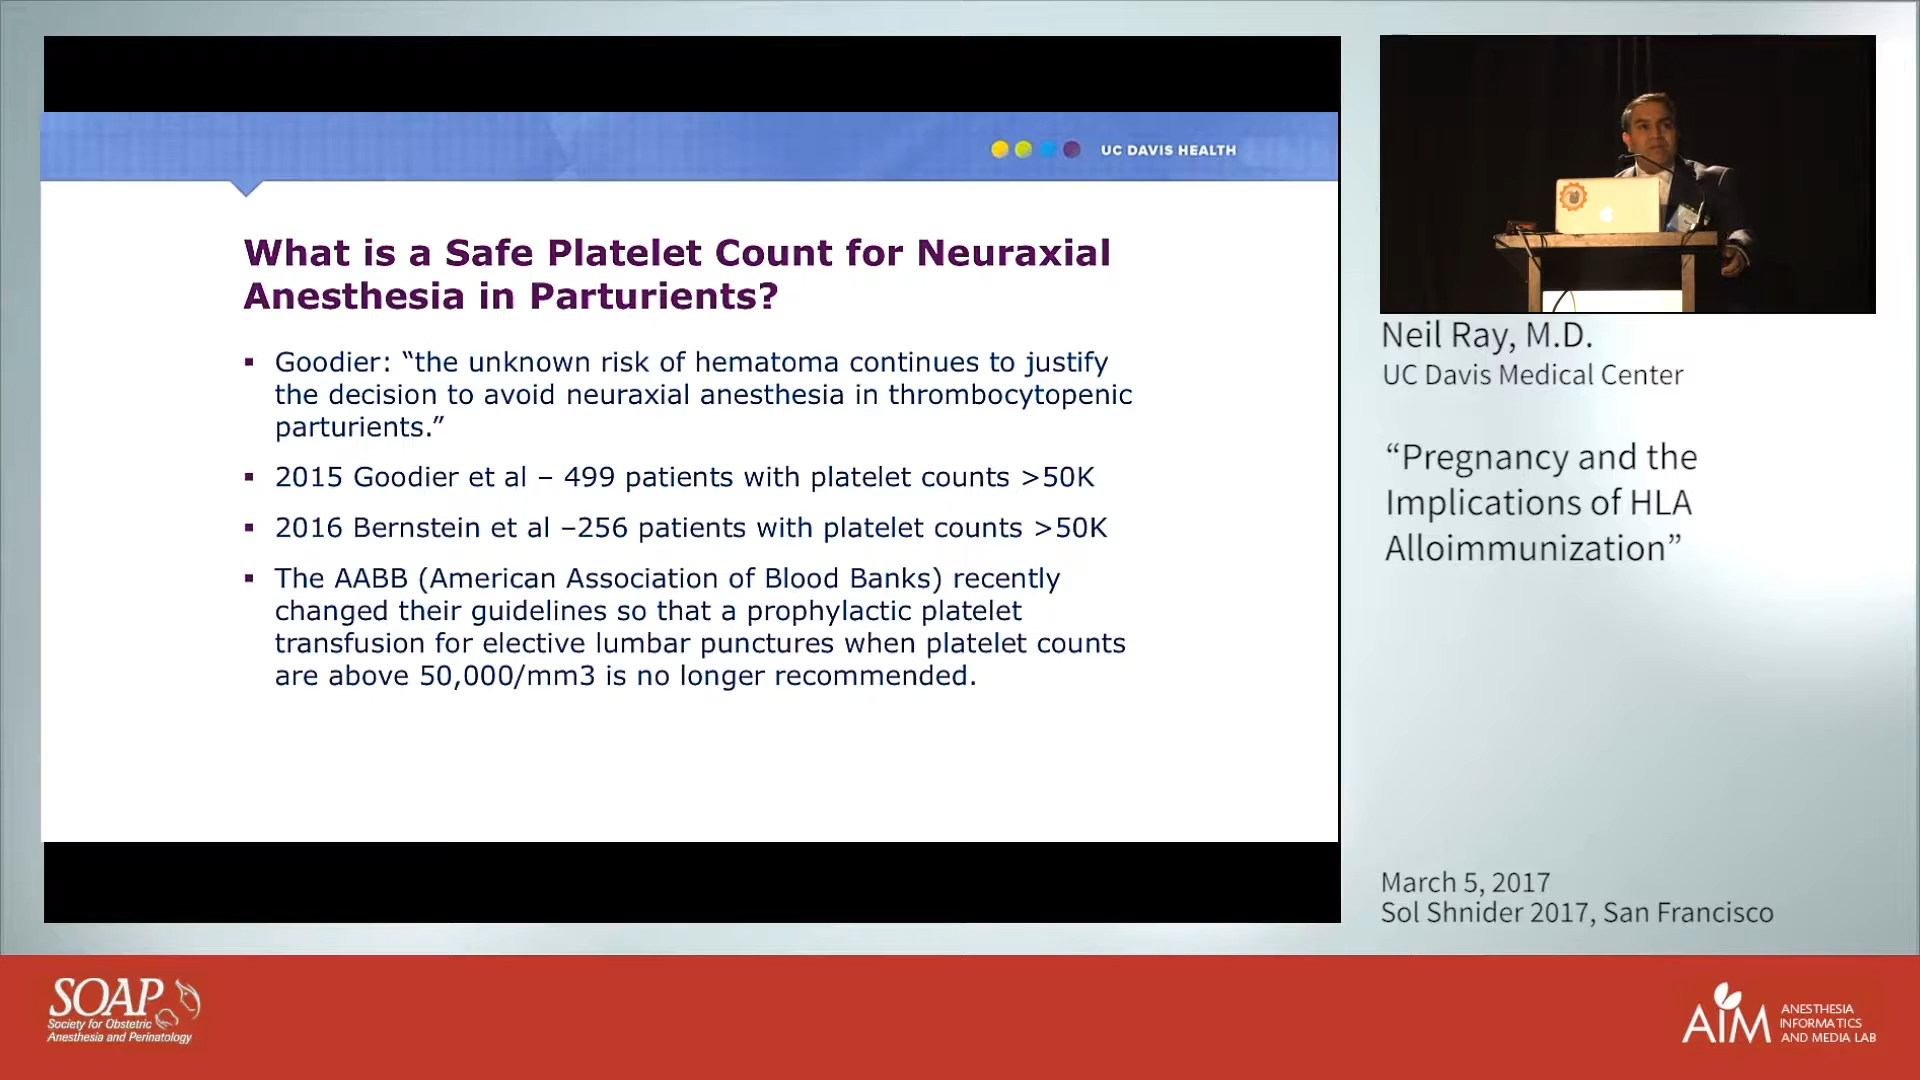 UC DAVIS HEALTH
What is a Safe Platelet Count for Neuraxial
Anesthesia in Parturients?
▪ Goodier: “the unknown risk of hematoma continues to justify
the decision to avoid neuraxial anesthesia in thrombocytopenic
parturients.”
▪ 2015 Goodier et al – 499 patients with platelet counts >50K
▪ 2016 Bernstein et al –256 patients with platelet counts >50K
▪ The AABB (American Association of Blood Banks) recently
changed their guidelines so that a prophylactic platelet
transfusion for elective lumbar punctures when platelet counts
are above 50,000/mm3 is no longer recommended.
Neil Ray, M.D.
UC Davis Medical Center
“Pregnancy and the
Implications of HLA
Alloimmunization”
March 5, 2017
Sol Shnider 2017, San Francisco
SOAP
Society for Obstetric
Anesthesia and Perinatology
AIM
ANESTHESIA
INFORMATICS
AND MEDIA LAB